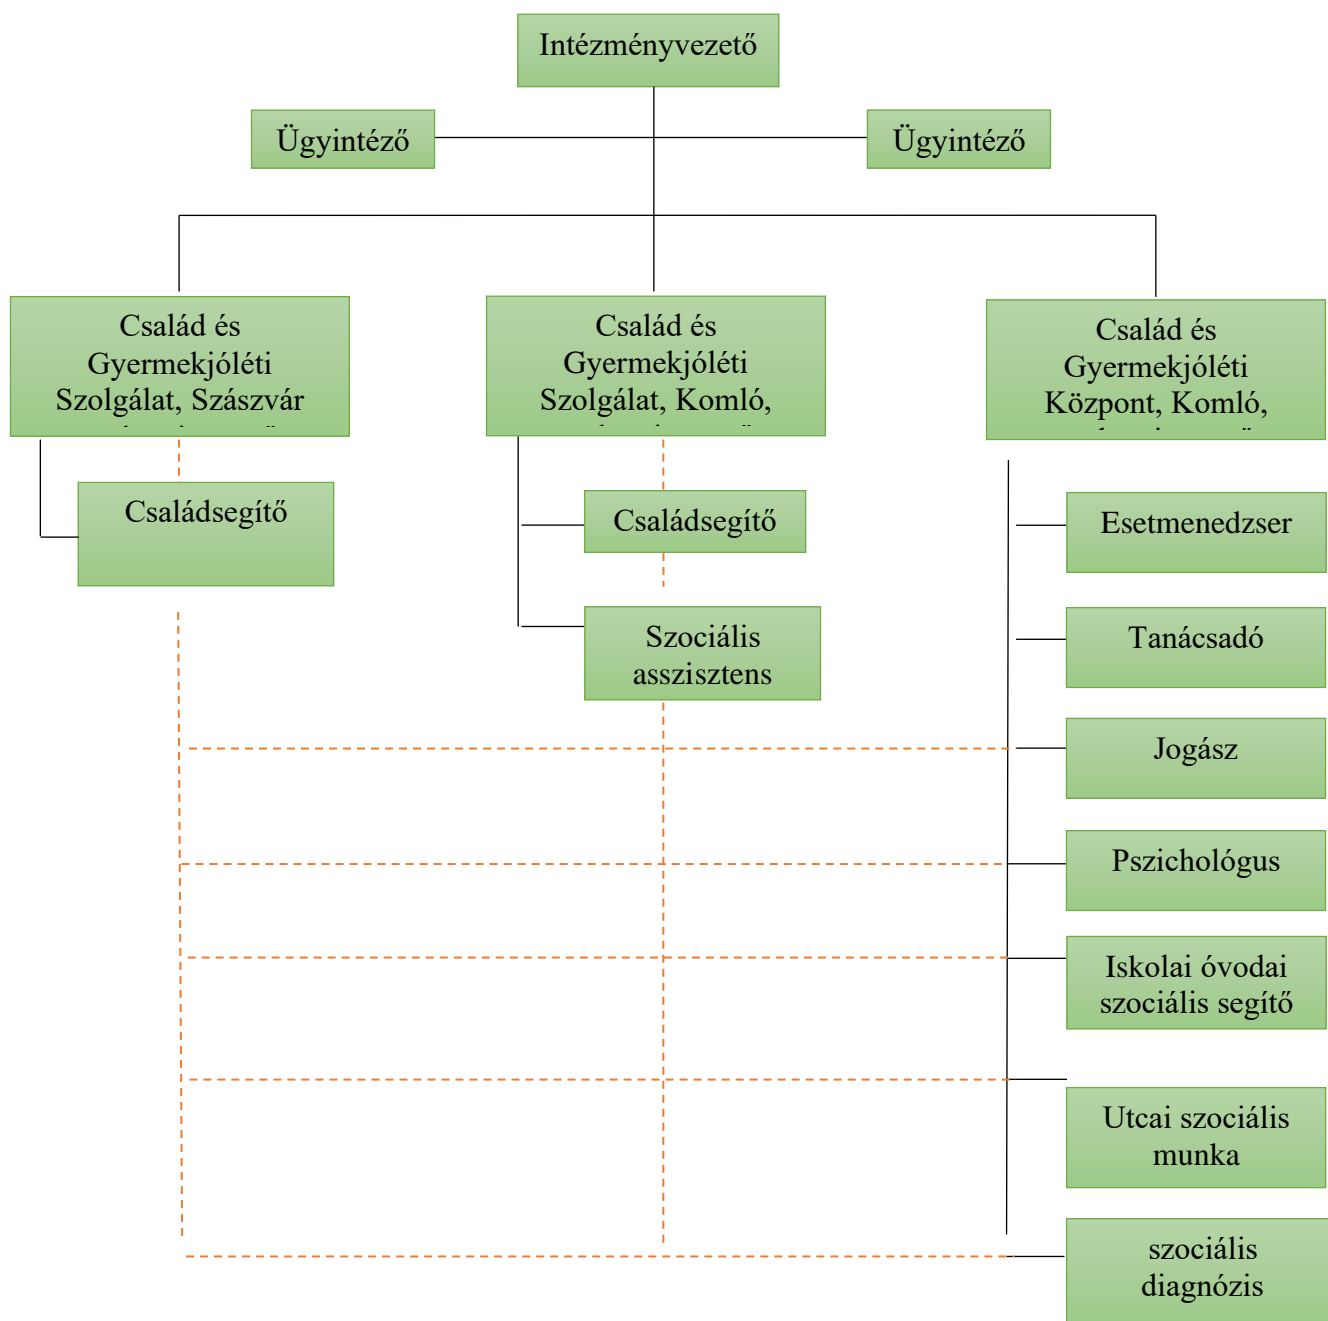 Intézményvezető
Ügyintéző
Ügyintéző
Család és
Gyermekjóléti
Szolgálat, Szászvár
Család és
Gyermekjóléti
Szolgálat, Komló,
Család és
Gyermekjóléti
Központ, Komló,
Családsegítő
Családsegítő
Szociális
asszisztens
Esetmenedzser
Tanácsadó
Jogász
Pszichológus
Iskolai óvodai
szociális segítő
Utcai szociális
munka
szociális
diagnózis